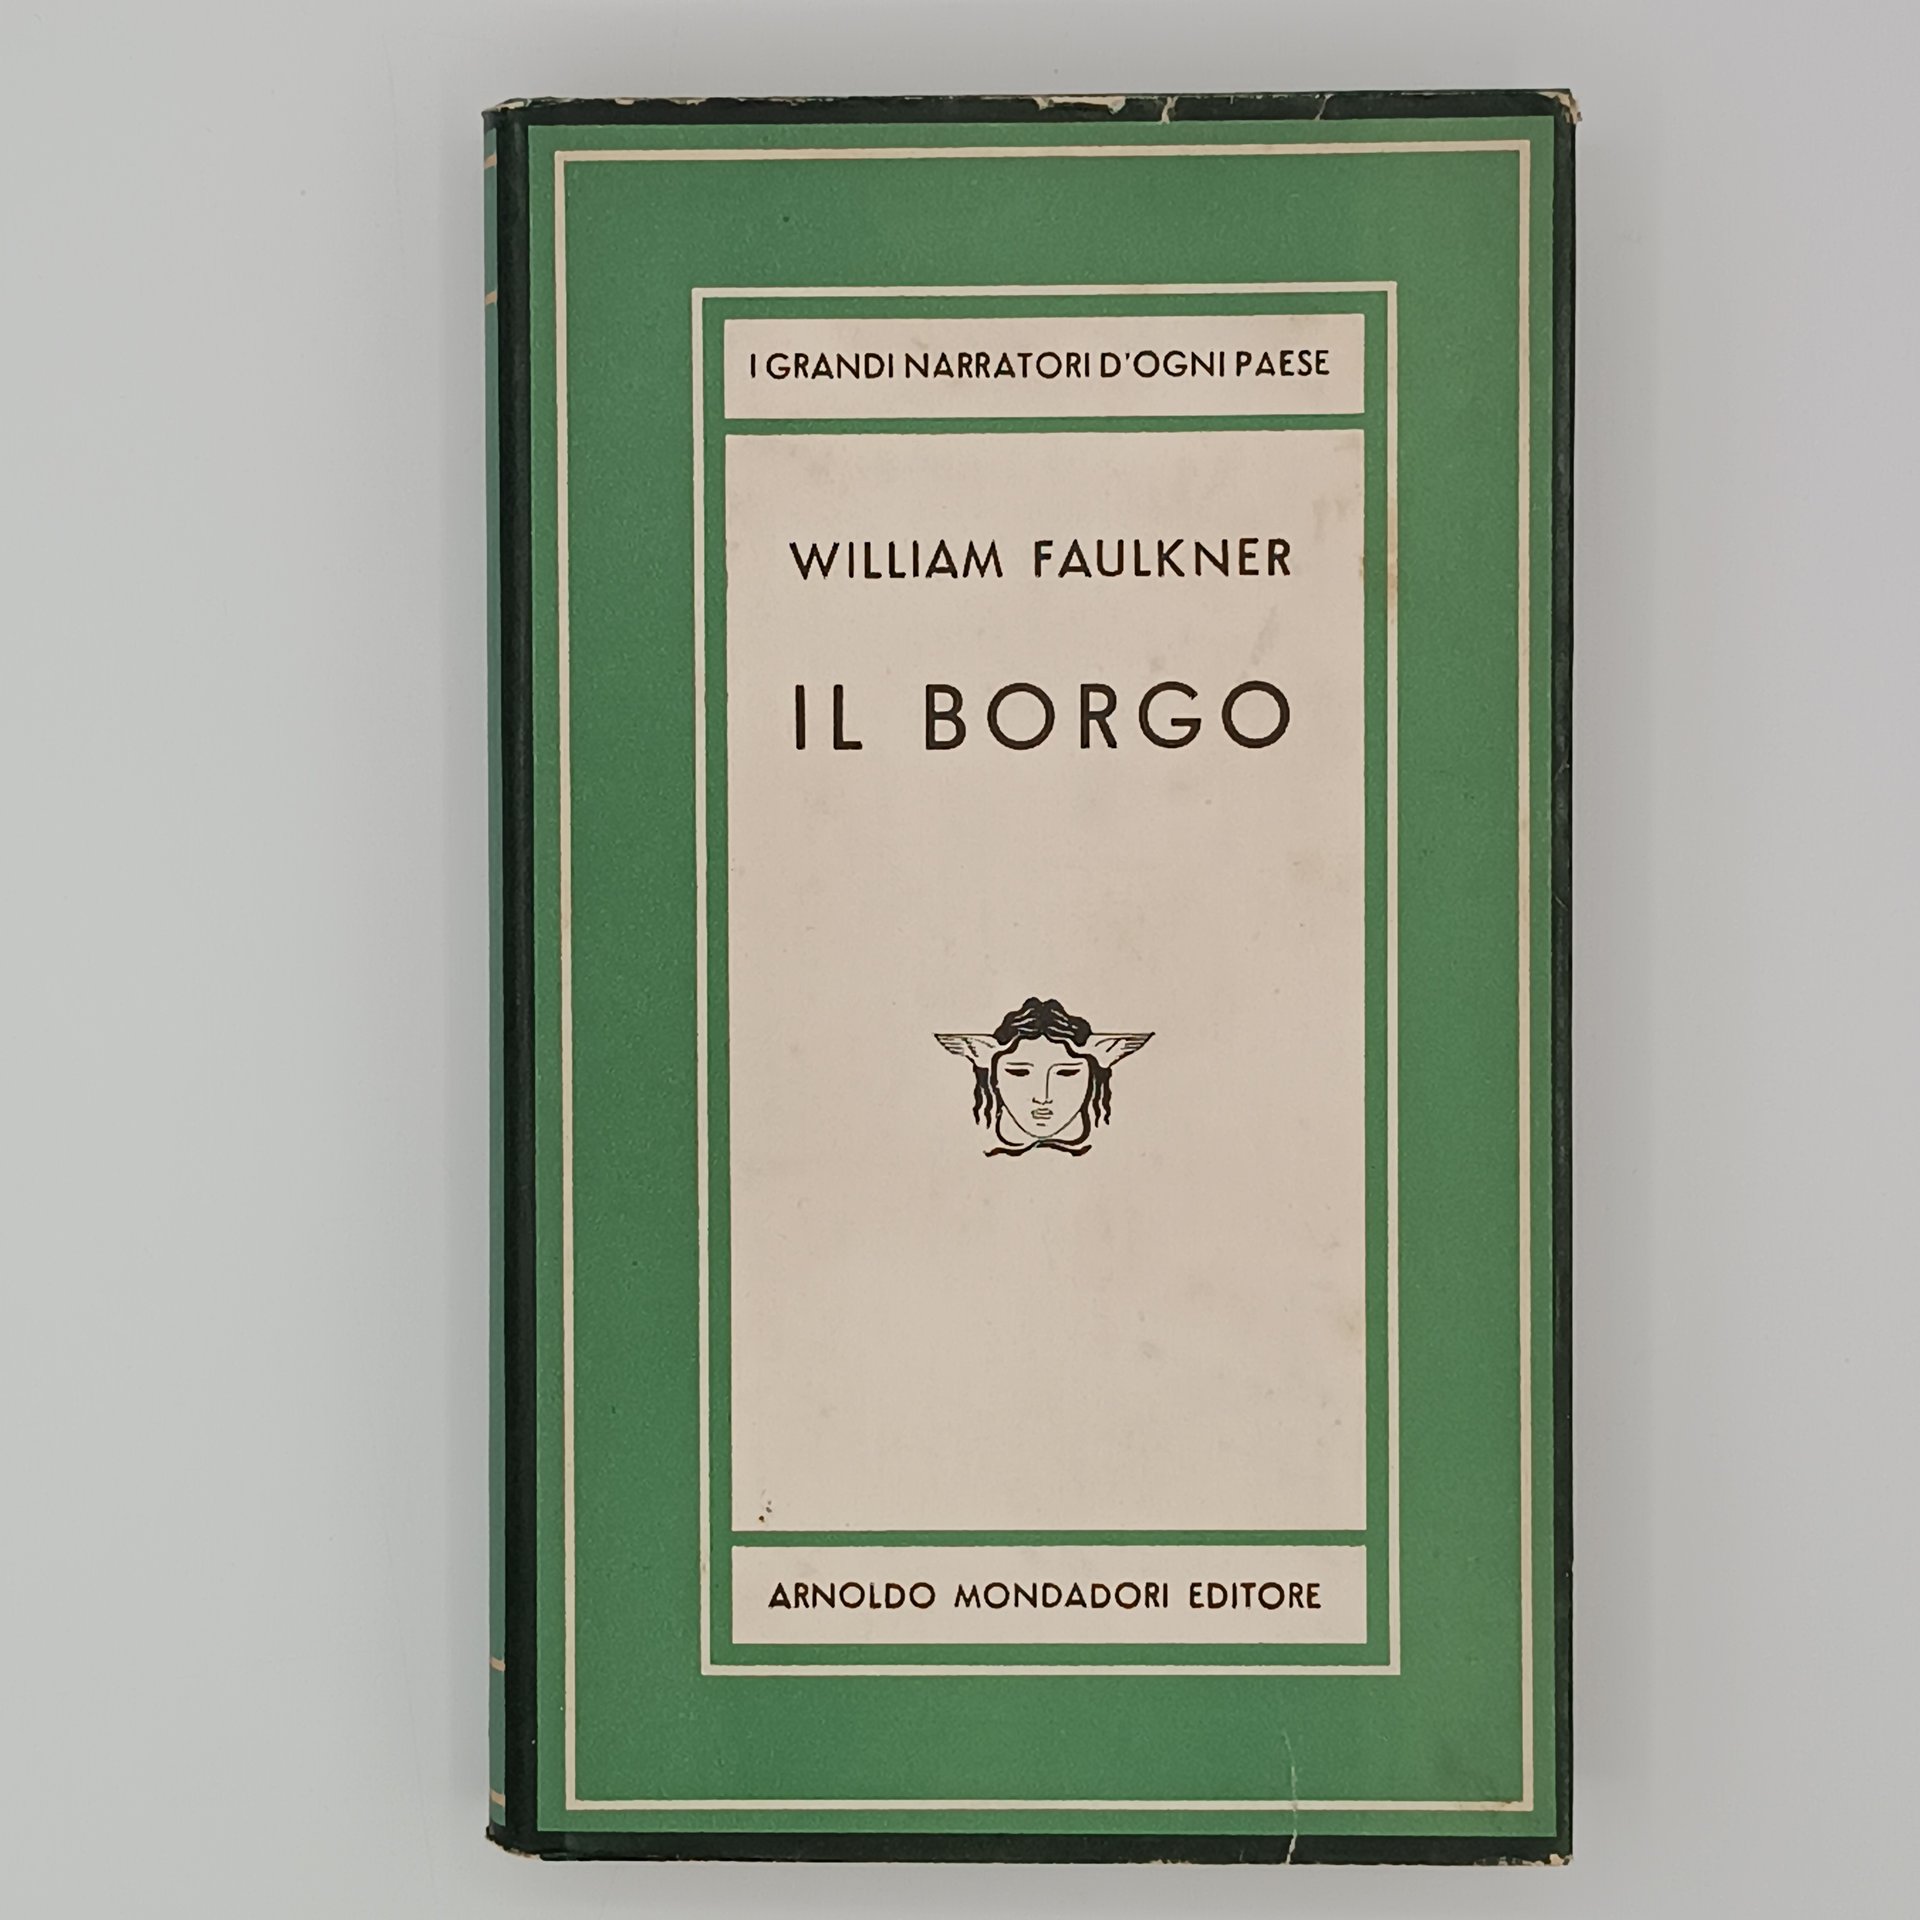 I GRANDI NARRATORI D'OGNI PAESE
WILLIAM FAULKNER
IL BORGO
ARNOLDO MONDADORI EDITORE